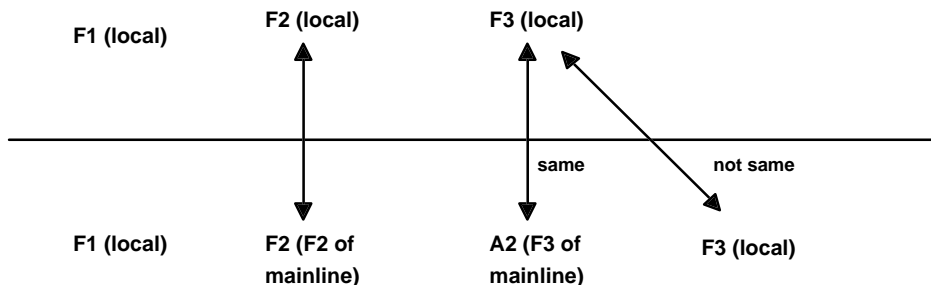 F1 (local)
F2 (local)
F3 (local)
same
not same
F1 (local)
F2 (F2 of
mainline)
A2 (F3 of
mainline)
F3 (local)